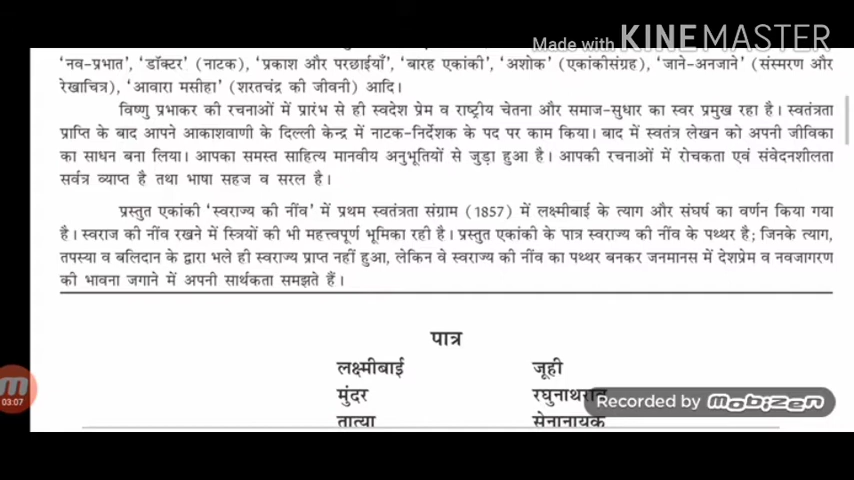 Made with KINEMASTER
'नव-प्रभात', 'डॉक्टर' (नाटक), 'प्रकाश और परछाईयाँ', 'बारह एकांकी', 'अशोक' (एकांकीसंग्रह), 'जाने-अनजाने' (संस्मरण और
रेखाचित्र), 'आवारा मसीहा' (शरतचंद्र की जीवनी) आदि।
विष्णु प्रभाकर की रचनाओं में प्रारंभ से ही स्वदेश प्रेम व राष्ट्रीय चेतना और समाज-सुधार का स्वर प्रमुख रहा है। स्वतंत्रता
प्राप्ति के बाद आपने आकाशवाणी के दिल्ली केन्द्र में नाटक-निर्देशक के पद पर काम किया। बाद में स्वतंत्र लेखन को अपनी जीविका
का साधन बना लिया। आपका समस्त साहित्य मानवीय अनुभूतियों से जुड़ा हुआ है। आपकी रचनाओं में रोचकता एवं संवेदनशीलता
सर्वत्र व्याप्त है तथा भाषा सहज व सरल है।
प्रस्तुत एकांकी 'स्वराज्य की नींव' में प्रथम स्वतंत्रता संग्राम (1857) में लक्ष्मीबाई के त्याग और संघर्ष का वर्णन किया गया
है। स्वराज की नींव रखने में स्त्रियों की भी महत्त्वपूर्ण भूमिका रही है। प्रस्तुत एकांकी के पात्र स्वराज्य की नींव के पथ्थर है; जिनके त्याग,
तपस्या व बलिदान के द्वारा भले ही स्वराज्य प्राप्त नहीं हुआ, लेकिन वे स्वराज्य की नींव का पथ्थर बनकर जनमानस में देशप्रेम व नवजागरण
की भावना जगाने में अपनी सार्थकता समझते हैं।
पात्र
लक्ष्मीबाई जूही
मुंदर रघुनाथराव
तात्या सेनानायक
Recorded by mobizen
03:07